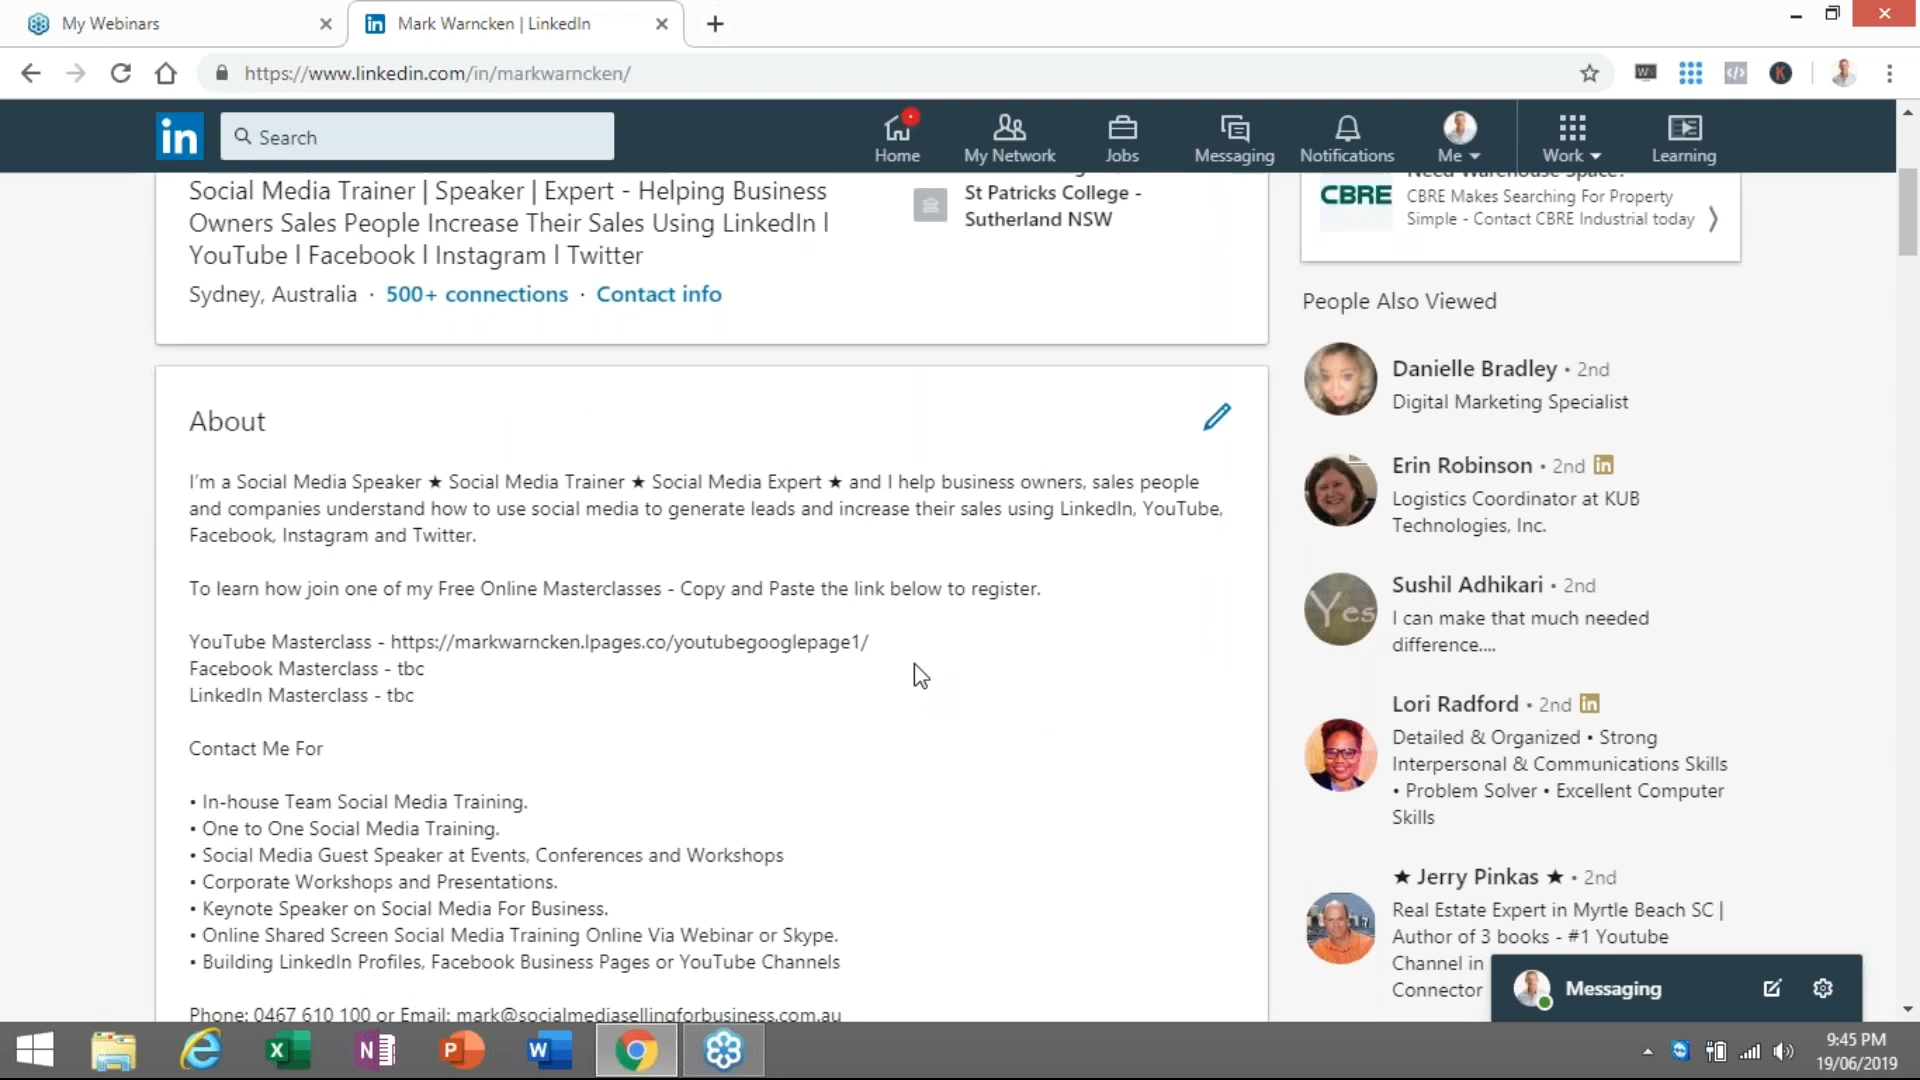 My Webinars
Mark Warncken | LinkedIn
https://www.linkedin.com/in/markwarncken/
in
Search
Home
My Network
Jobs
Messaging
Notifications
Me
Work
Learning
Social Media Trainer | Speaker | Expert - Helping Business
Owners Sales People Increase Their Sales Using LinkedIn l
YouTube l Facebook l Instagram l Twitter
Sydney, Australia · 500+ connections · Contact info
St Patricks College -
Sutherland NSW
Need Warehouse Space?
CBRE
CBRE Makes Searching For Property
Simple - Contact CBRE Industrial today
About
I'm a Social Media Speaker ★ Social Media Trainer ★ Social Media Expert ★ and I help business owners, sales people
and companies understand how to use social media to generate leads and increase their sales using LinkedIn, YouTube,
Facebook, Instagram and Twitter.
To learn how join one of my Free Online Masterclasses - Copy and Paste the link below to register.
YouTube Masterclass - https://markwarncken.lpages.co/youtubegooglepage1/
Facebook Masterclass - tbc
LinkedIn Masterclass - tbc
Contact Me For
• In-house Team Social Media Training.
• One to One Social Media Training.
• Social Media Guest Speaker at Events, Conferences and Workshops
• Corporate Workshops and Presentations.
• Keynote Speaker on Social Media For Business.
• Online Shared Screen Social Media Training Online Via Webinar or Skype.
• Building LinkedIn Profiles, Facebook Business Pages or YouTube Channels
Phone: 0467 610 100 or Email: mark@socialmediasellingforbusiness.com.au
People Also Viewed
Danielle Bradley • 2nd
Digital Marketing Specialist
Erin Robinson • 2nd in
Logistics Coordinator at KUB
Technologies, Inc.
Yes
Sushil Adhikari • 2nd
I can make that much needed
difference....
Lori Radford • 2nd in
Detailed & Organized • Strong
Interpersonal & Communications Skills
• Problem Solver • Excellent Computer
Skills
★ Jerry Pinkas ★ • 2nd
Real Estate Expert in Myrtle Beach SC |
Author of 3 books - #1 Youtube
Channel in
Connector
Messaging
9:45 PM
19/06/2019